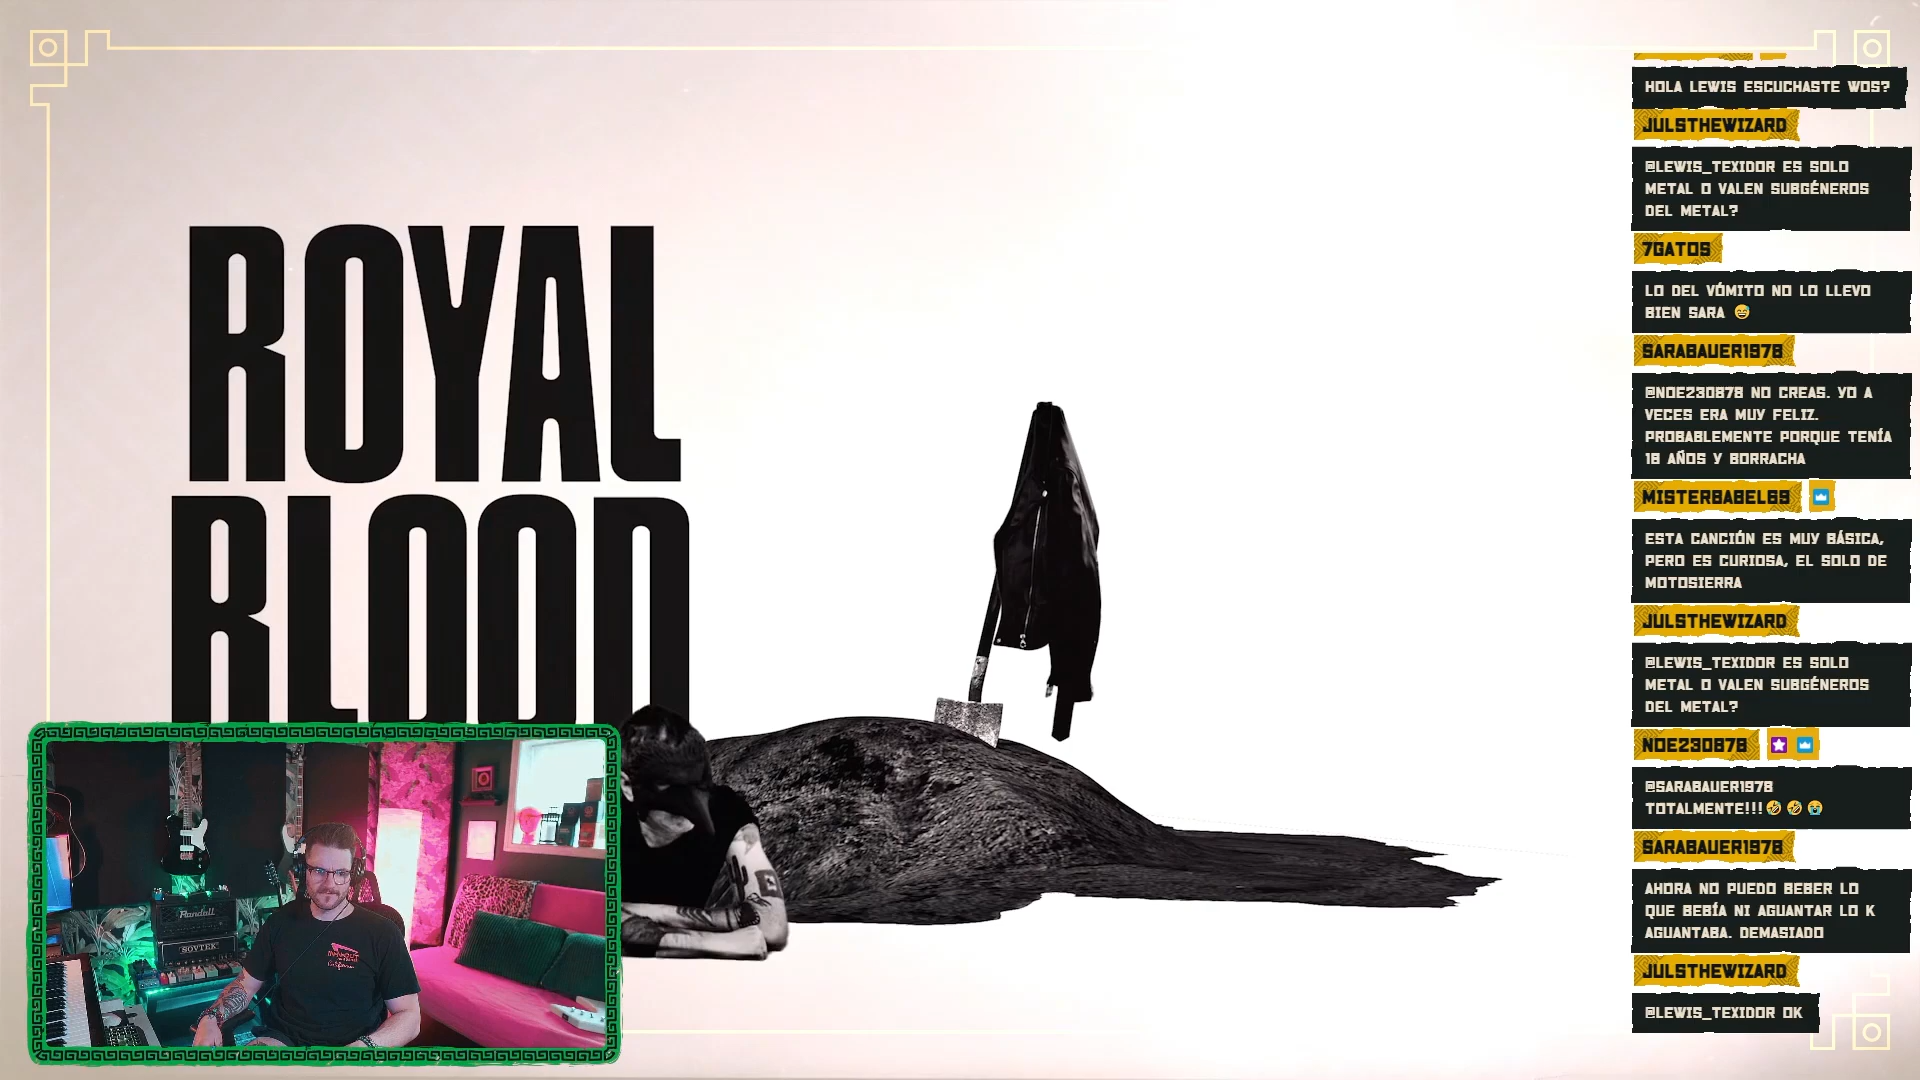 ROYAL
BLOOD
HOLA LEWIS ESCUCHASTE WOS?
JULSTHEWIZARD
@LEWIS_TEXIDOR ES SOLO
METAL O VALEN SUBGÉNEROS
DEL METAL?
7GATOS
LO DEL VÓMITO NO LO LLEVO
BIEN SARA 😅
SARABAUER1978
@NOE230878 NO CREAS. YO A
VECES ERA MUY FELIZ.
PROBABLEMENTE PORQUE TENÍA
18 AÑOS Y BORRACHA
MISTERBABEL69
ESTA CANCIÓN ES MUY BÁSICA,
PERO ES CURIOSA, EL SOLO DE
MOTOSIERRA
JULSTHEWIZARD
@LEWIS_TEXIDOR ES SOLO
METAL O VALEN SUBGÉNEROS
DEL METAL?
NOE230878
@SARABAUER1978
TOTALMENTE!!!🤣🤣😭
SARABAUER1978
AHORA NO PUEDO BEBER LO
QUE BEBÍA NI AGUANTAR LO K
AGUANTABA. DEMASIADO
JULSTHEWIZARD
@LEWIS_TEXIDOR OK
Randall
SOVTEK